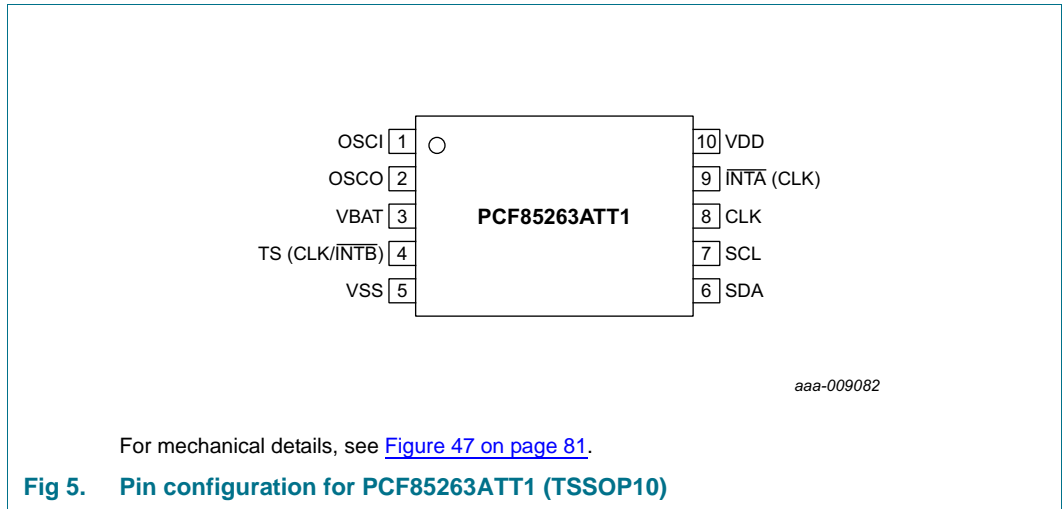 OSCI 1
OSCO 2
VBAT 3
TS (CLK/INTB) 4
VSS 5
PCF85263ATT1
10 VDD
9 INTA (CLK)
8 CLK
7 SCL
6 SDA
aaa-009082
For mechanical details, see Figure 47 on page 81.
Fig 5. Pin configuration for PCF85263ATT1 (TSSOP10)